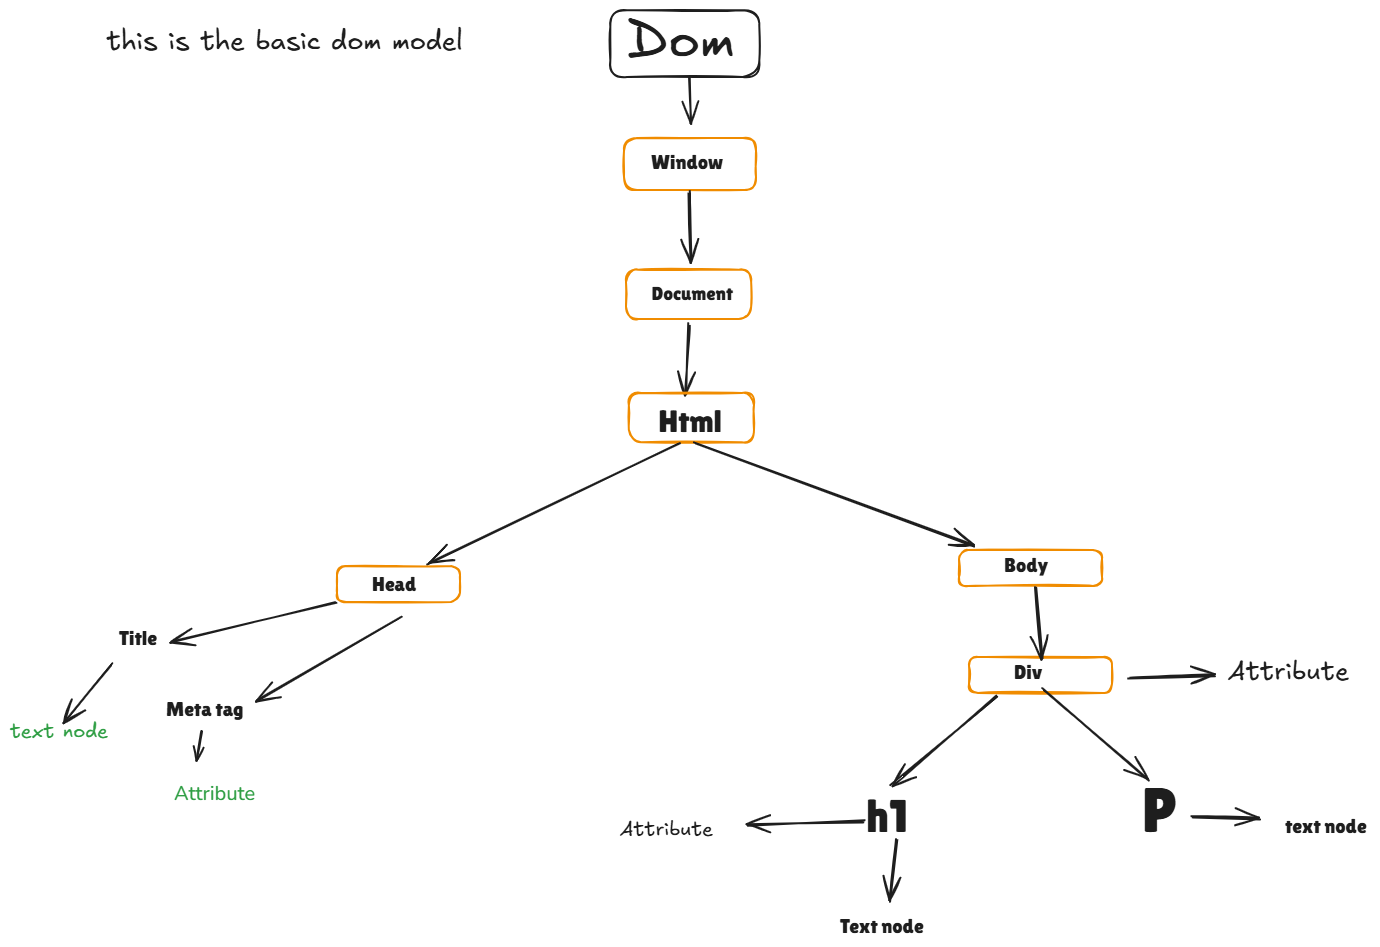 this is the basic dom model
Dom
Window
Document
Html
Head
Body
Title
Meta tag
text node
Attribute
Div
Attribute
h1
P
Attribute
text node
Text node